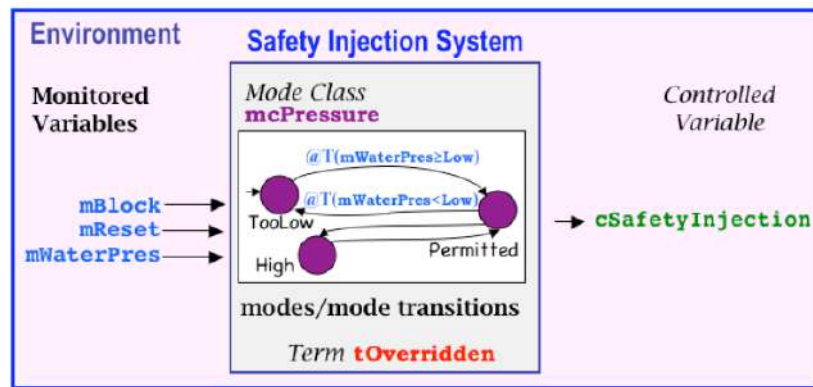 Environment
Safety Injection System
Monitored
Variables
Mode Class
mcPressure
Controlled
Variable
@T(mWaterPres≥Low)
@T(mWaterPres<Low)
TooLow
High
Permitted
mBlock
mReset
mWaterPres
cSafetyInjection
modes/mode transitions
Term tOverridden